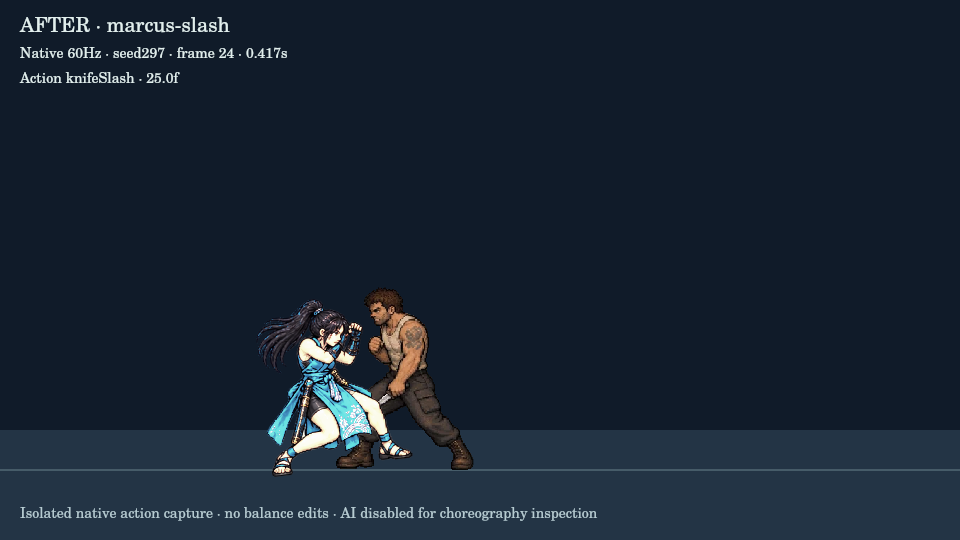 AFTER · marcus-slash
Native 60Hz · seed297 · frame 24 · 0.417s
Action knifeSlash · 25.0f
Isolated native action capture · no balance edits · AI disabled for choreography inspection